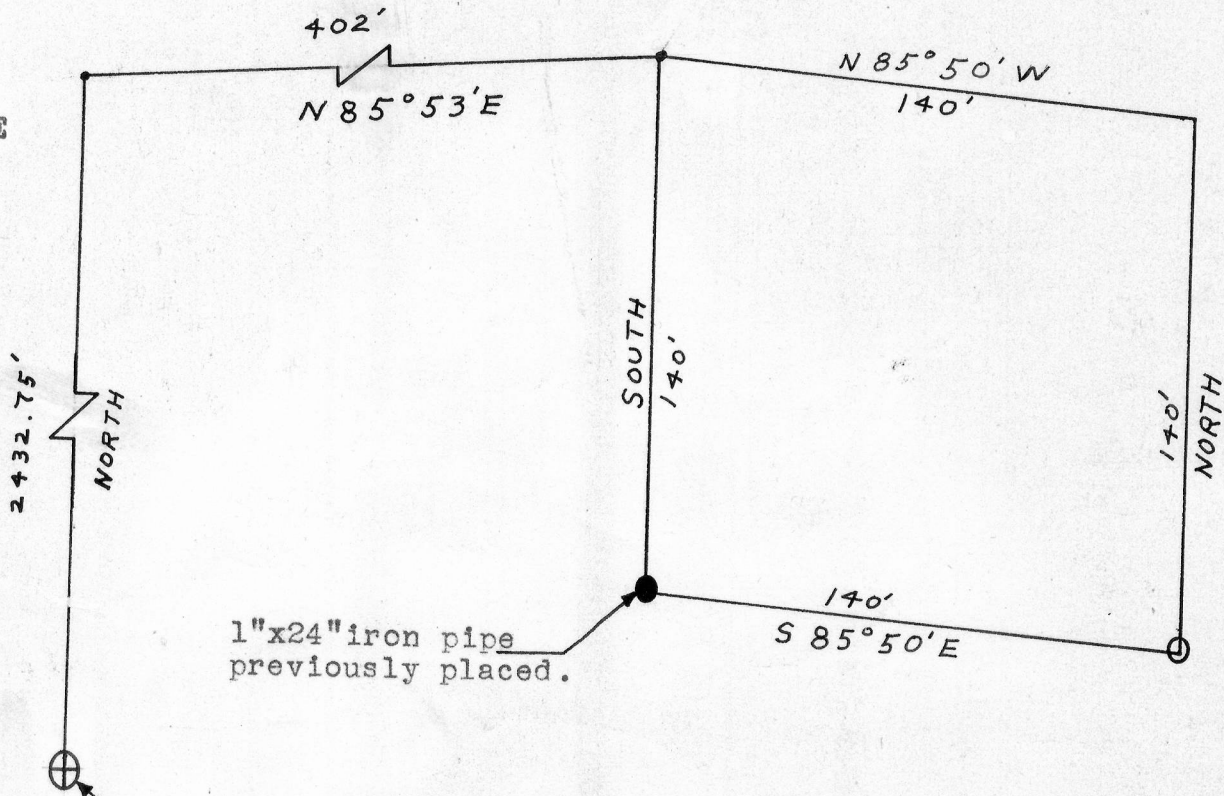 402'
N 85° 53' E
N 85° 50' W
140'
E
2432.75'
NORTH
SOUTH
140'
140'
NORTH
1"x24"iron pipe
previously placed.
140'
S 85° 50' E